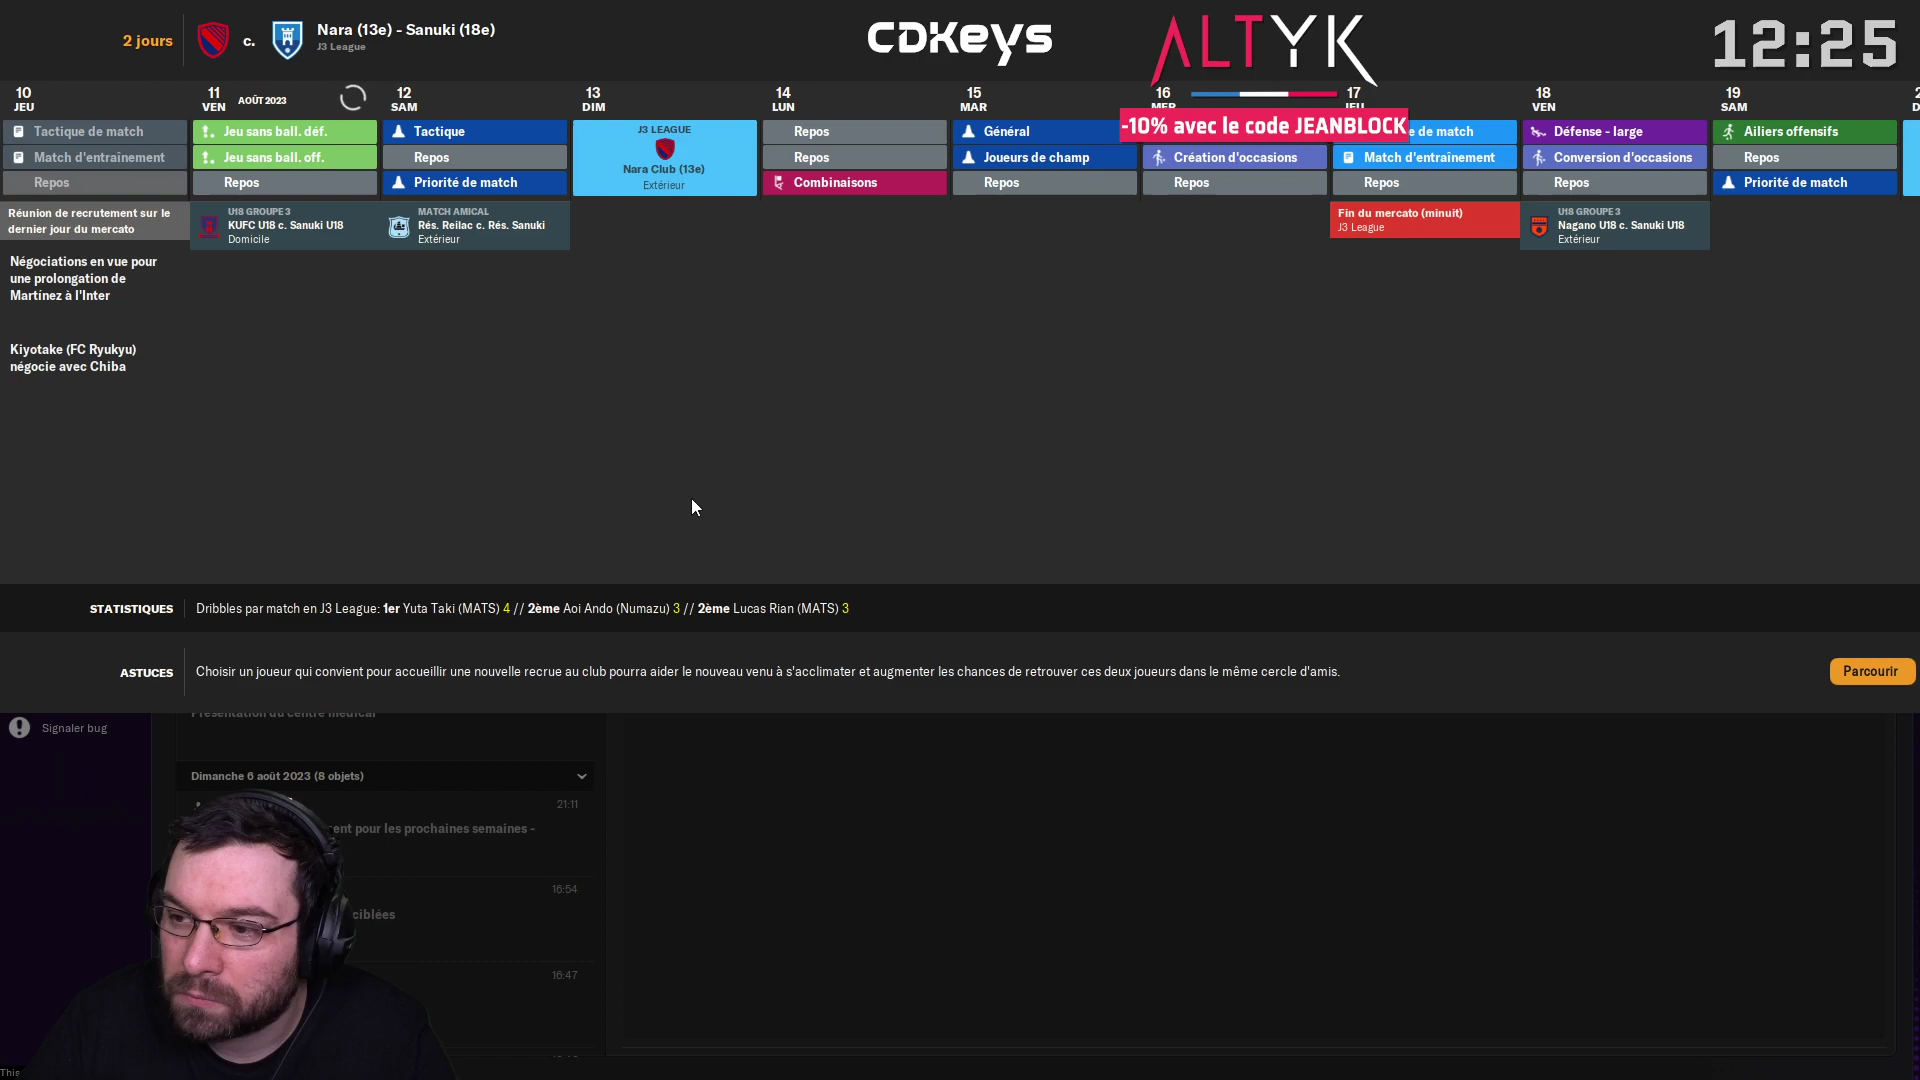 2 jours
c.
Nara (13e) - Sanuki (18e)
J3 League
CDKeys
ALTYK
12:25
-10% avec le code JEANBLOCK
10
JEU
11
VEN
AOÛT 2023
12
SAM
13
DIM
14
LUN
15
MAR
16
MER
17
JEU
18
VEN
19
SAM
Tactique de match
Match d'entraînement
Repos
Jeu sans ball. déf.
Jeu sans ball. off.
Repos
Tactique
Repos
Priorité de match
J3 LEAGUE
Nara Club (13e)
Extérieur
Repos
Repos
Combinaisons
Général
Joueurs de champ
Repos
Création d'occasions
Repos
e de match
Match d'entraînement
Repos
Défense - large
Conversion d'occasions
Repos
Ailiers offensifs
Repos
Priorité de match
Réunion de recrutement sur le
dernier jour du mercato
U18 GROUPE 3
KUFC U18 c. Sanuki U18
Domicile
MATCH AMICAL
Rés. Reilac c. Rés. Sanuki
Extérieur
Fin du mercato (minuit)
J3 League
U18 GROUPE 3
Nagano U18 c. Sanuki U18
Extérieur
Négociations en vue pour
une prolongation de
Martínez à l'Inter
Kiyotake (FC Ryukyu)
négocie avec Chiba
STATISTIQUES
Dribbles par match en J3 League: 1er Yuta Taki (MATS) 4 // 2ème Aoi Ando (Numazu) 3 // 2ème Lucas Rian (MATS) 3
ASTUCES
Choisir un joueur qui convient pour accueillir une nouvelle recrue au club pourra aider le nouveau venu à s'acclimater et augmenter les chances de retrouver ces deux joueurs dans le même cercle d'amis.
Parcourir
Présentation du centre médical
Signaler bug
Dimanche 6 août 2023 (8 objets)
21:11
ent pour les prochaines semaines -
16:54
ciblées
16:47
This